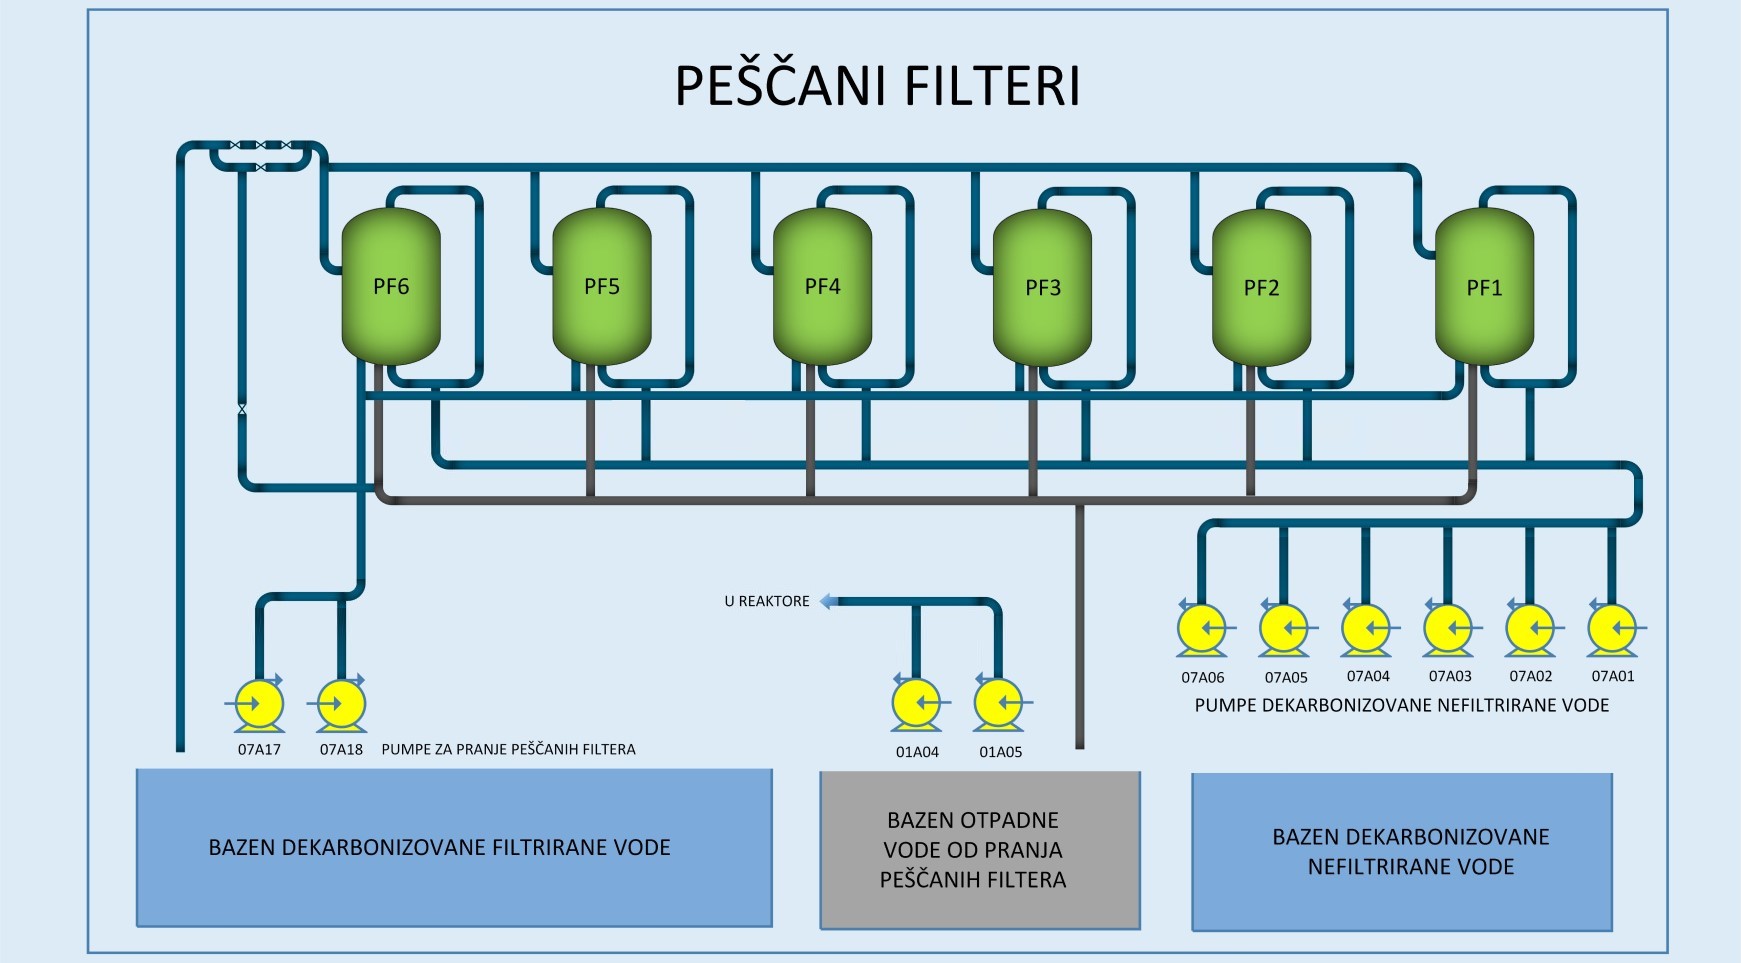 PEŠČANI FILTERI
PF6
PF5
PF4
PF3
PF2
PF1
U REAKTORE
07A06
07A05
07A04
07A03
07A02
07A01
PUMPE DEKARBONIZOVANE NEFILTRIRANE VODE
07A17
07A18
PUMPE ZA PRANJE PEŠČANIH FILTERA
01A04
01A05
BAZEN DEKARBONIZOVANE FILTRIRANE VODE
BAZEN OTPADNE
VODE OD PRANJA
PEŠČANIH FILTERA
BAZEN DEKARBONIZOVANE
NEFILTRIRANE VODE